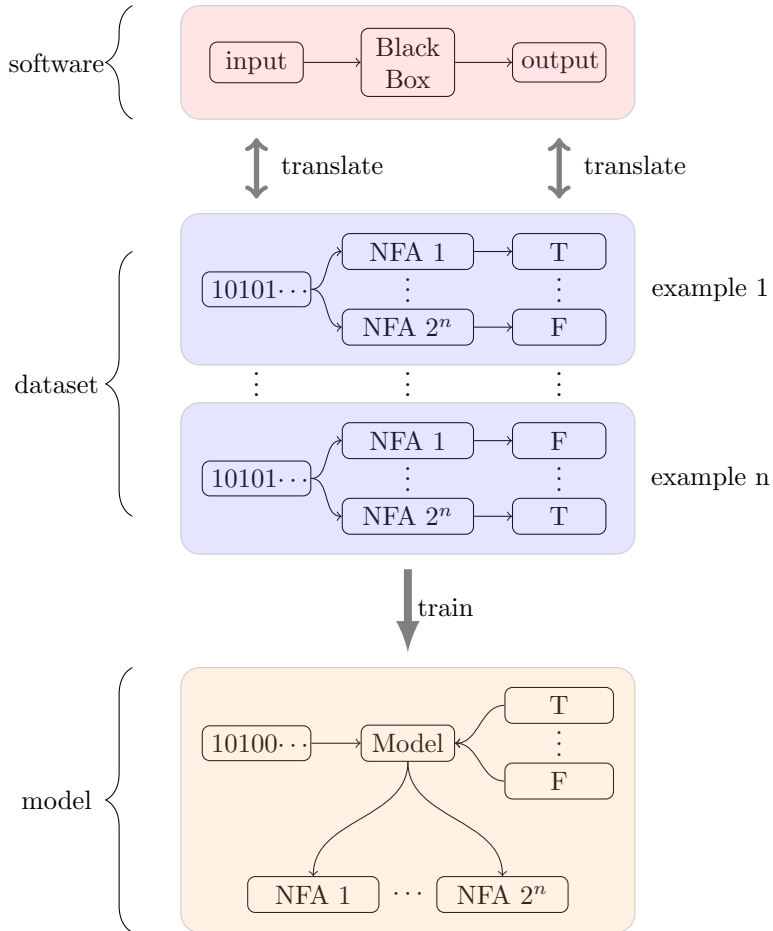 software
input
Black
Box
output
translate
translate
dataset
10101⋯
NFA 1
T
⋮
⋮
NFA 2ⁿ
F
example 1
⋮
⋮
⋮
10101⋯
NFA 1
F
⋮
⋮
NFA 2ⁿ
T
example n
train
model
10100⋯
Model
T
⋮
F
NFA 1
⋯
NFA 2ⁿ